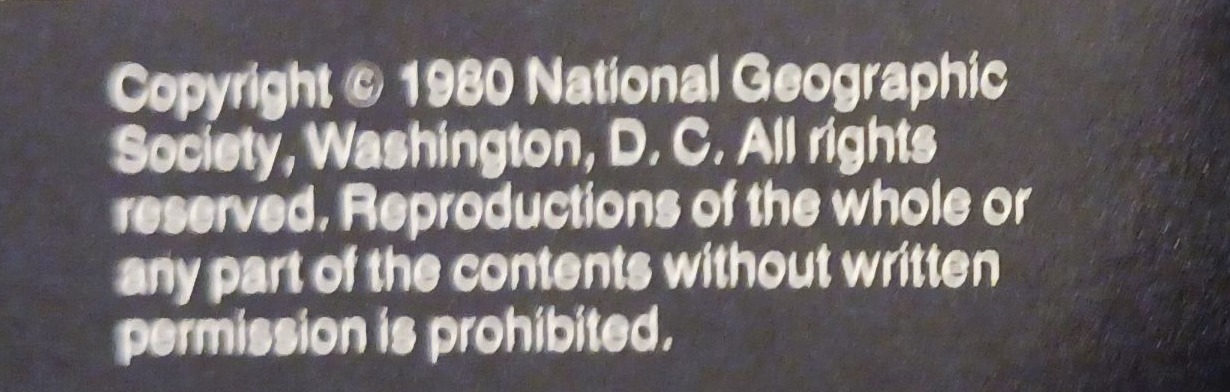 Copyright © 1980 National Geographic
Society, Washington, D. C. All rights
reserved. Reproductions of the whole or
any part of the contents without written
permission is prohibited.